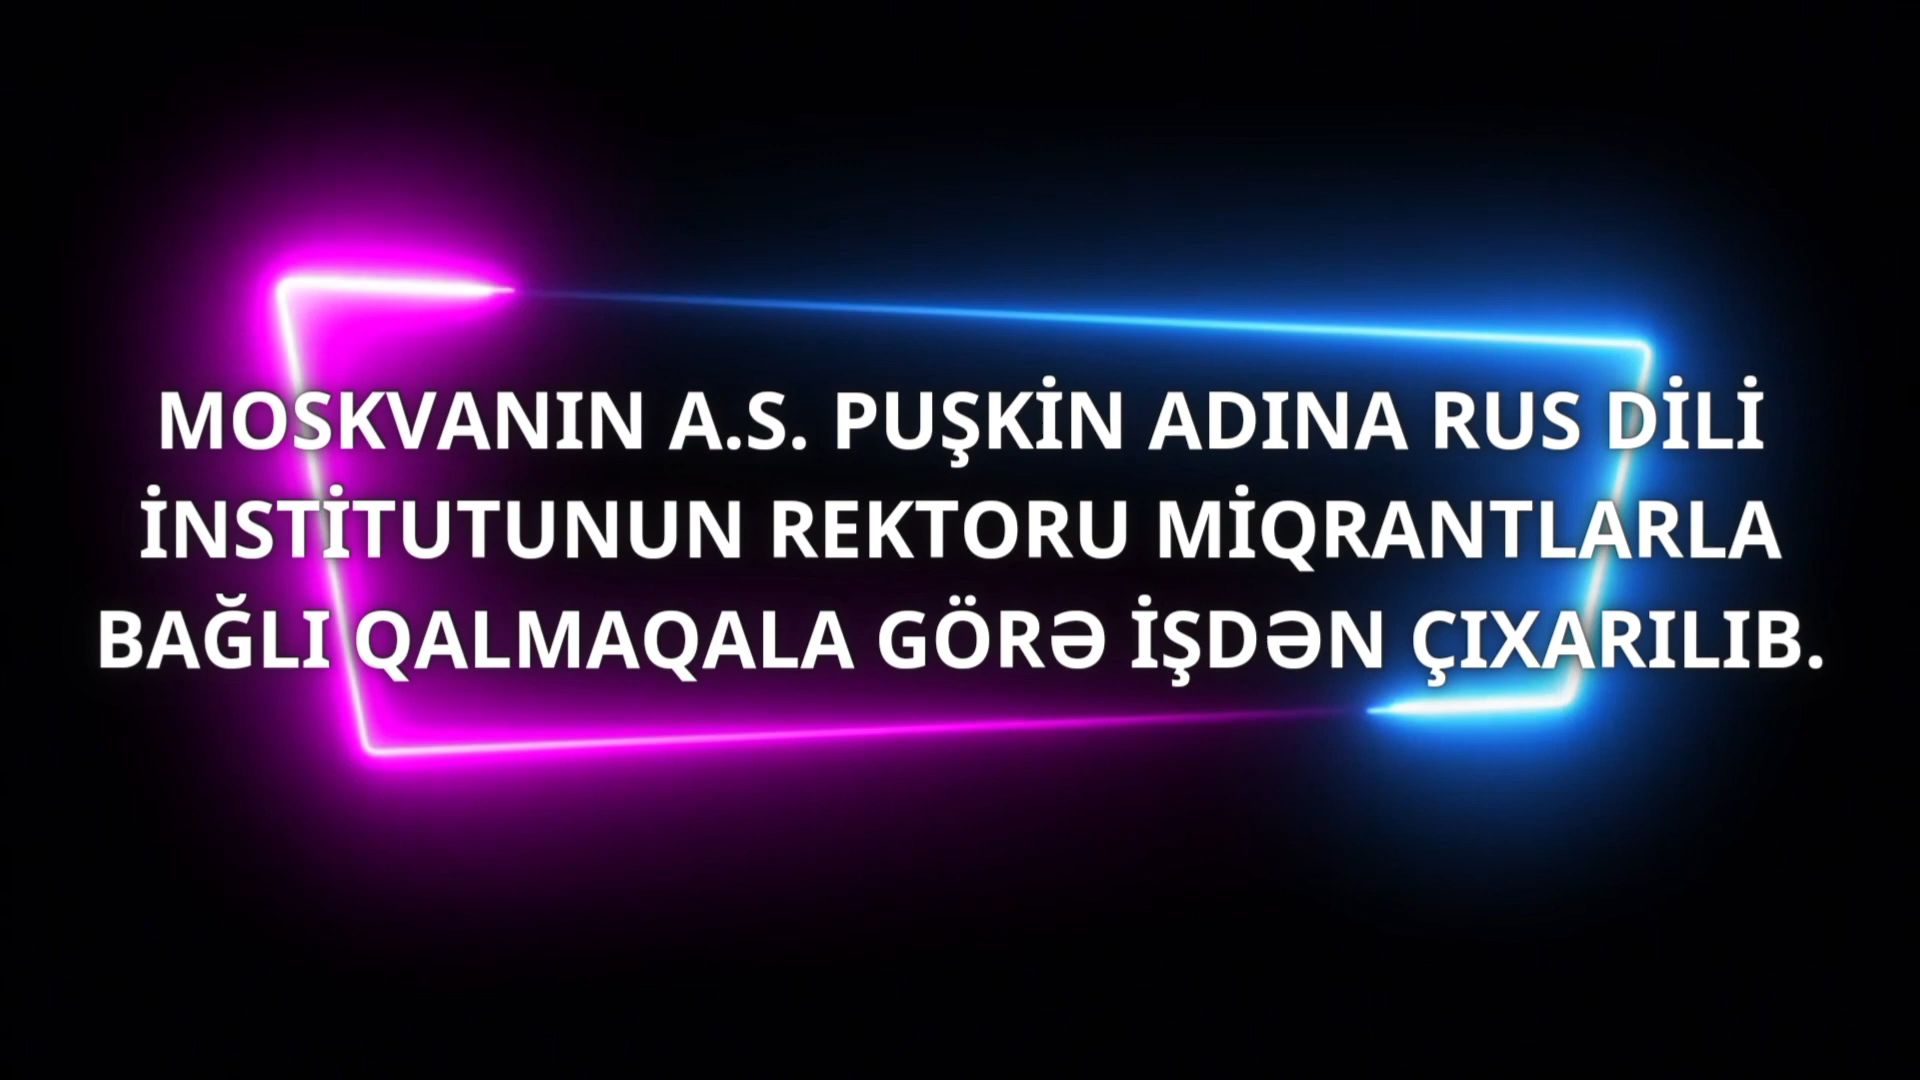 MOSKVANIN A.S. PUŞKİN ADINA RUS DİLİ
İNSTİTUTUNUN REKTORU MİQRANTLARLA
BAĞLI QALMAQALA GÖRƏ İŞDƏN ÇIXARILIB.